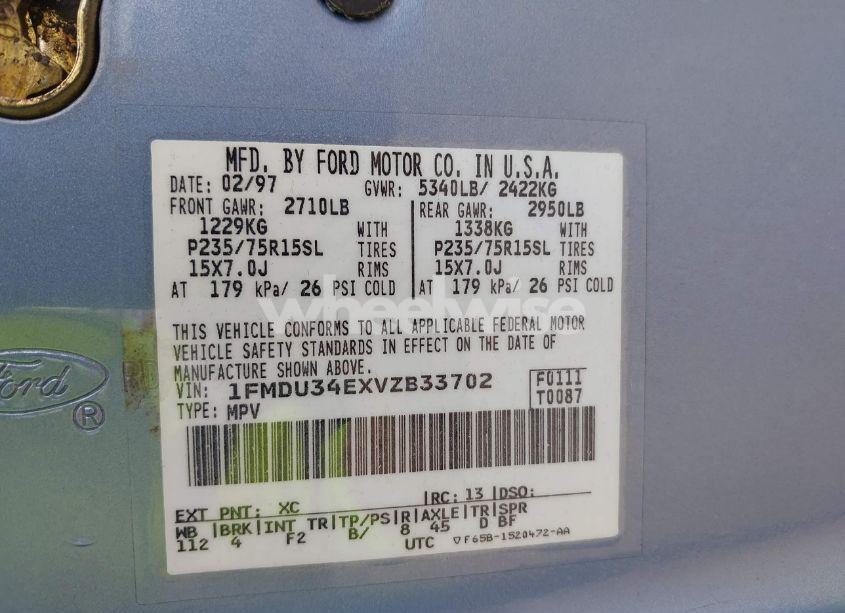 MFD. BY FORD MOTOR CO. IN U.S.A.
DATE: 02/97 GVWR: 5340LB/ 2422KG
FRONT GAWR: 2710LB REAR GAWR: 2950LB
1229KG WITH 1338KG WITH
P235/75R15SL TIRES P235/75R15SL TIRES
15X7.0J RIMS 15X7.0J RIMS
AT 179 kPa/ 26 PSI COLD AT 179 kPa/ 26 PSI COLD
wheelwise
THIS VEHICLE CONFORMS TO ALL APPLICABLE FEDERAL MOTOR
VEHICLE SAFETY STANDARDS IN EFFECT ON THE DATE OF
MANUFACTURE SHOWN ABOVE.
VIN: 1FMDU34EXVZB33702 F0111
TYPE: MPV T0087
Ford ®
EXT PNT: XC RC: 13 DSO:
WB BRK INT TR TP/PS R AXLE TR SPR
112 4 F2 B/ 8 45 D BF
UTC ▽F65B-1520472-AA